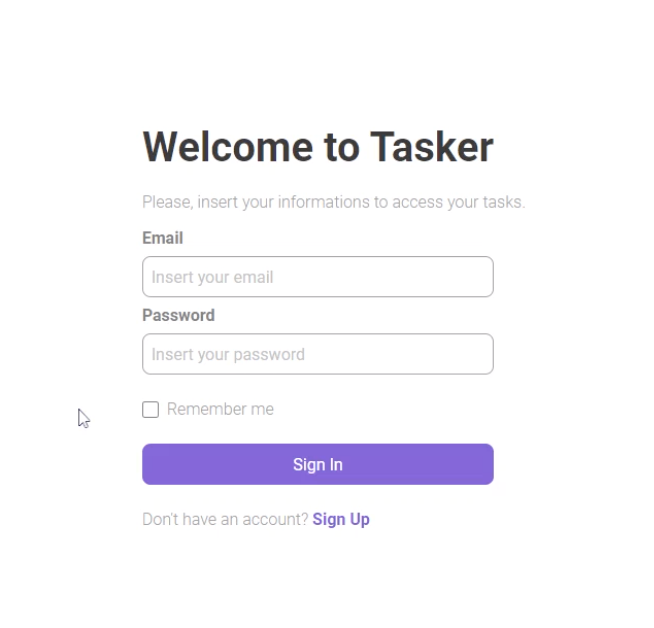 Welcome to Tasker
Please, insert your informations to access your tasks.
Email
Insert your email
Password
Insert your password
Remember me
Sign In
Don't have an account? Sign Up